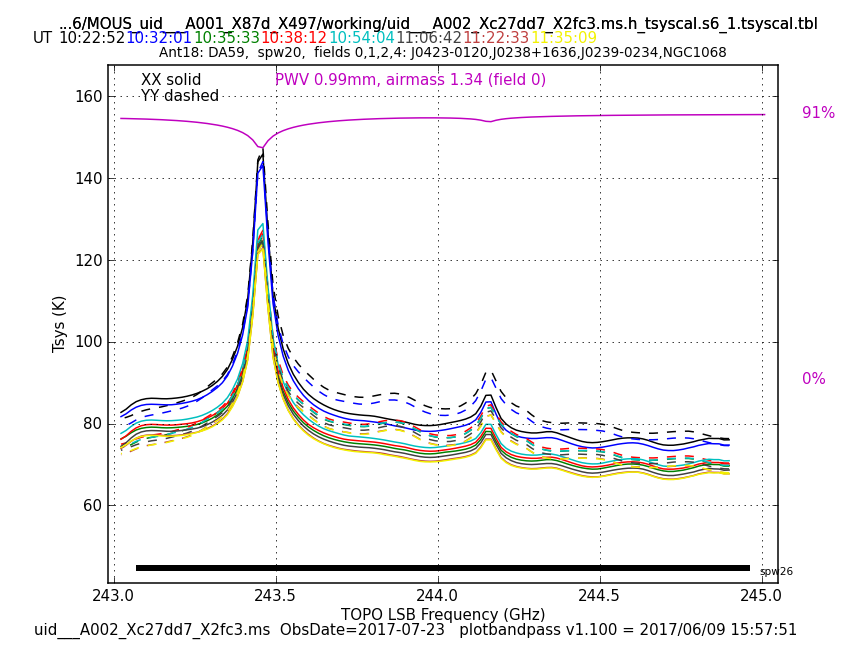 ...6/MOUS_uid___A001_X87d_X497/working/uid___A002_Xc27dd7_X2fc3.ms.h_tsyscal.s6_1.tsyscal.tbl
UT 10:22:52 10:32:01 10:35:33 10:38:12 10:54:04 11:06:42 11:22:33 11:35:09
Ant18: DA59, spw20, fields 0,1,2,4: J0423-0120,J0238+1636,J0239-0234,NGC1068
XX solid
PWV 0.99mm, airmass 1.34 (field 0)
YY dashed
160
140
120
100
80
60
Tsys (K)
91%
0%
spw26
243.0 243.5 244.0 244.5 245.0
TOPO LSB Frequency (GHz)
uid___A002_Xc27dd7_X2fc3.ms ObsDate=2017-07-23 plotbandpass v1.100 = 2017/06/09 15:57:51